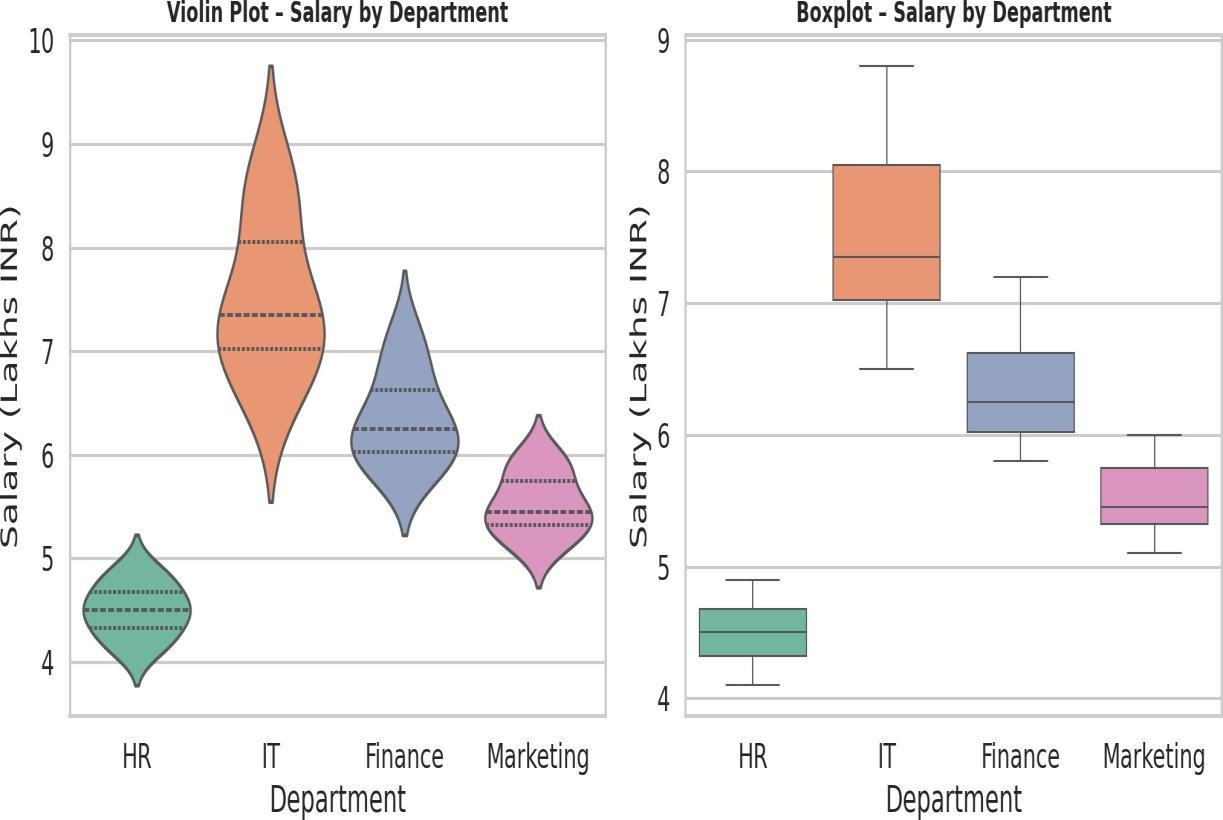 Violin Plot – Salary by Department
10
9
8
7
6
5
4
Salary (Lakhs INR)
HR IT Finance Marketing
Department
Boxplot – Salary by Department
9
8
7
6
5
4
Salary (Lakhs INR)
HR IT Finance Marketing
Department